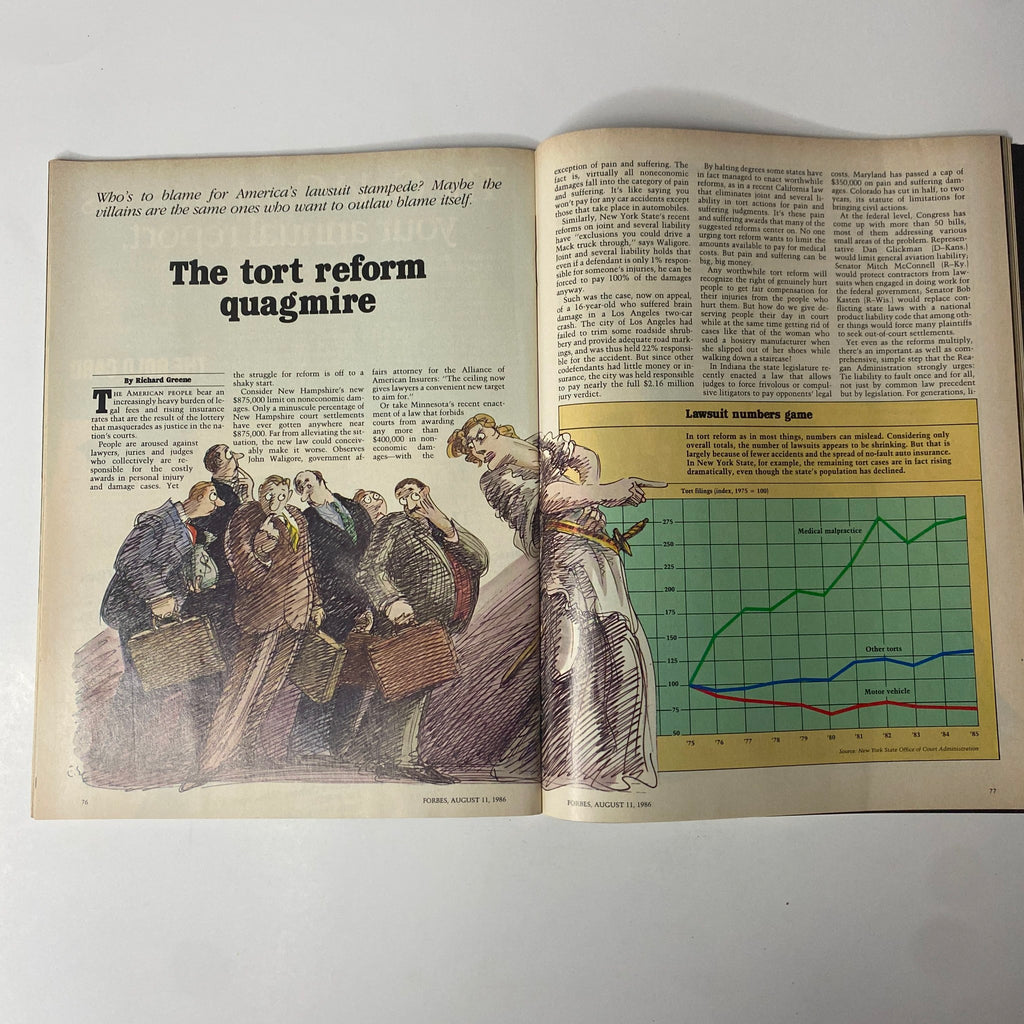 Who's to blame for America's lawsuit stampede? Maybe the
villains are the same ones who want to outlaw blame itself.
The tort reform
quagmire
By Richard Greene
THE AMERICAN PEOPLE bear an
increasingly heavy burden of le-
gal fees and rising insurance
rates that are the result of the lottery
that masquerades as justice in the na-
tion's courts.
People are aroused against
lawyers, juries and judges
who collectively are re-
sponsible for the costly
awards in personal injury
and damage cases. Yet
the struggle for reform is off to a
shaky start.
Consider New Hampshire's new
$875,000 limit on noneconomic dam-
ages. Only a minuscule percentage of
New Hampshire court settlements
have ever gotten anywhere near
$875,000. Far from alleviating the sit-
uation, the new law could conceiv-
ably make it worse. Observes
John Waligore, government af-
fairs attorney for the Alliance of
American Insurers: "The ceiling now
gives lawyers a convenient new target
to aim for."
Or take Minnesota's recent enact-
ment of a law that forbids
courts from awarding
any more than
$400,000 in non-
economic dam-
ages—with the
76
FORBES, AUGUST 11, 1986
exception of pain and suffering. The
fact is, virtually all noneconomic
damages fall into the category of pain
and suffering. It's like saying you
won't pay for any car accidents except
those that take place in automobiles.
Similarly, New York State's recent
reforms on joint and several liability
have "exclusions you could drive a
Mack truck through," says Waligore.
Joint and several liability holds that
even if a defendant is only 1% respon-
sible for someone's injuries, he can be
forced to pay 100% of the damages
anyway.
Such was the case, now on appeal,
of a 16-year-old who suffered brain
damage in a Los Angeles two-car
crash. The city of Los Angeles had
failed to trim some roadside shrub-
bery and provide adequate road mark-
ings, and was thus held 22% responsi-
ble for the accident. But since other
codefendants had little money or in-
surance, the city was held responsible
to pay nearly the full $2.16 million
jury verdict.
By halting degrees some states have
in fact managed to enact worthwhile
reforms, as in a recent California law
that eliminates joint and several li-
ability in tort actions for pain and
suffering judgments. It's these pain
and suffering awards that many of the
suggested reforms center on. No one
urging tort reform wants to limit the
amounts available to pay for medical
costs. But pain and suffering can be
big, big money.
Any worthwhile tort reform will
recognize the right of genuinely hurt
people to get fair compensation for
their injuries from the people who
hurt them. But how do we give de-
serving people their day in court
while at the same time getting rid of
cases like that of the woman who
sued a hosiery manufacturer when
she slipped out of her shoes while
walking down a staircase?
In Indiana the state legislature re-
cently enacted a law that allows
judges to force frivolous or compul-
sive litigators to pay opponents' legal
costs. Maryland has passed a cap of
$350,000 on pain and suffering dam-
ages. Colorado has cut in half, to two
years, its statute of limitations for
bringing civil actions.
At the federal level, Congress has
come up with more than 50 bills,
most of them addressing various
small areas of the problem. Represen-
tative Dan Glickman (D–Kans.)
would limit general aviation liability;
Senator Mitch McConnell (R–Ky.)
would protect contractors from law-
suits when engaged in doing work for
the federal government; Senator Bob
Kasten (R–Wis.) would replace con-
flicting state laws with a national
product liability code that among oth-
er things would force many plaintiffs
to seek out-of-court settlements.
Yet even as the reforms multiply,
there's an important as well as com-
prehensive, simple step that the Rea-
gan Administration strongly urges:
Tie liability to fault once and for all,
not just by common law precedent
but by legislation. For generations, li-
Lawsuit numbers game
In tort reform as in most things, numbers can mislead. Considering only
overall totals, the number of lawsuits appears to be shrinking. But that is
largely because of fewer accidents and the spread of no-fault auto insurance.
In New York State, for example, the remaining tort cases are in fact rising
dramatically, even though the state's population has declined.
Tort filings (index, 1975 = 100)
275
250
225
200
175
150
125
100
75
50
Medical malpractice
Other torts
Motor vehicle
'75 '76 '77 '78 '79 '80 '81 '82 '83 '84 '85
Source: New York State Office of Court Administration
FORBES, AUGUST 11, 1986
77